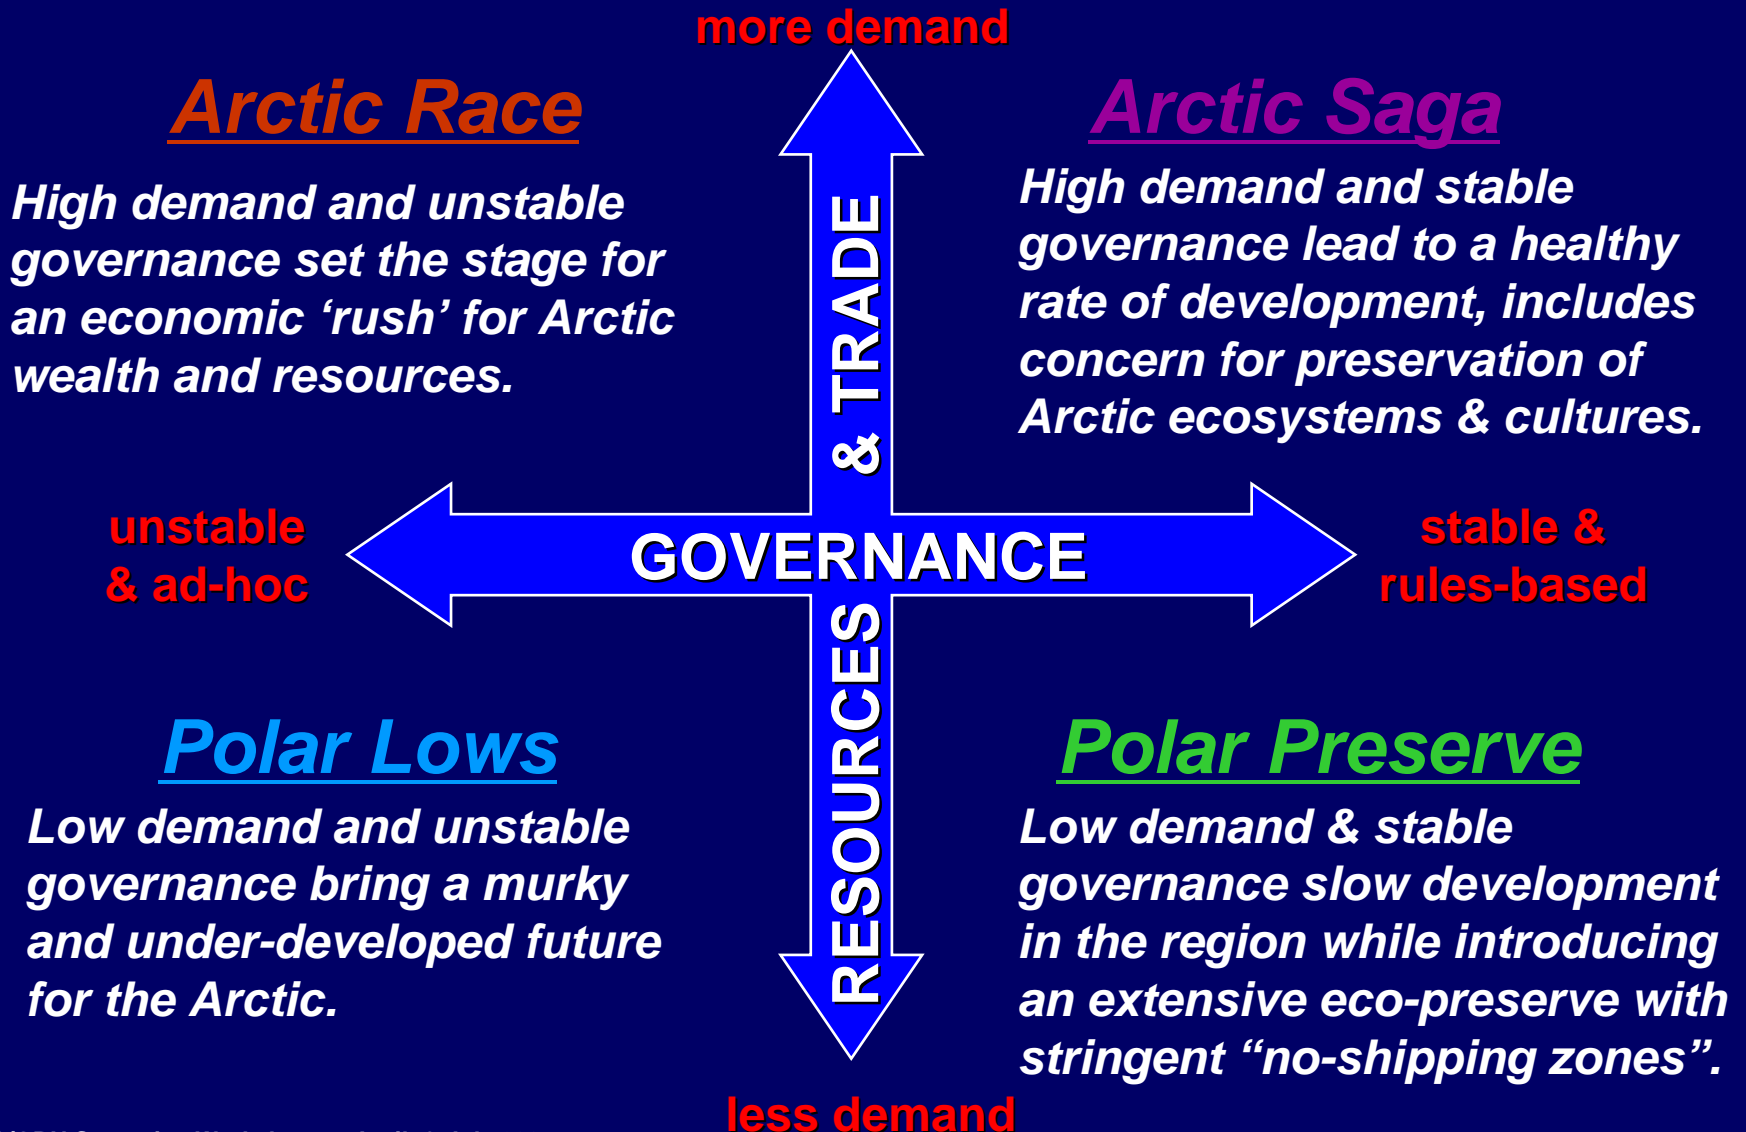 more demand
Arctic Race
High demand and unstable
governance set the stage for
an economic ‘rush’ for Arctic
wealth and resources.
Arctic Saga
High demand and stable
governance lead to a healthy
rate of development, includes
concern for preservation of
Arctic ecosystems & cultures.
unstable
& ad-hoc
GOVERNANCE
RESOURCES & TRADE
stable &
rules-based
Polar Lows
Low demand and unstable
governance bring a murky
and under-developed future
for the Arctic.
Polar Preserve
Low demand & stable
governance slow development
in the region while introducing
an extensive eco-preserve with
stringent “no-shipping zones”.
less demand